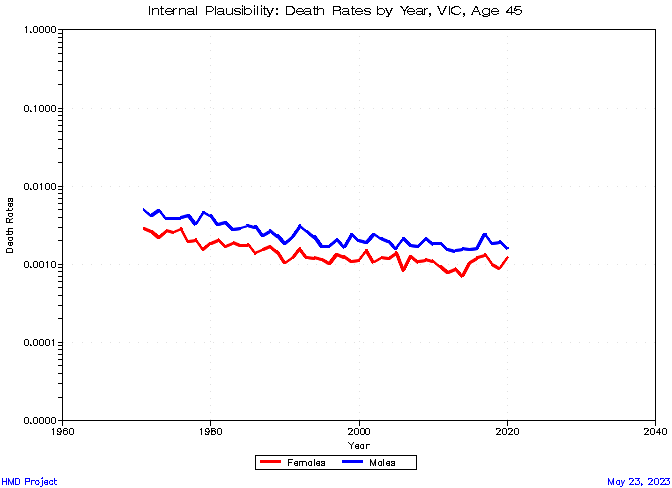 Internal Plausibility: Death Rates by Year, VIC, Age 45
1.0000
0.1000
0.0100
0.0010
0.0001
0.0000
Death Rates
1960
1980
2000
2020
2040
Year
Females
Males
HMD Project
May 23, 2023